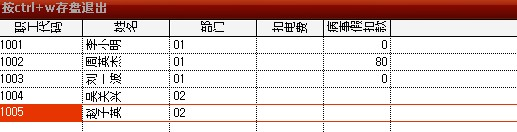 按ctrl+w存盘退出
职工代码 姓名 部门 扣电费 病事假扣款
1001 李小明 01 0
1002 周英杰 01 80
1003 刘一波 01 0
1004 吴天兴 02
1005 赵子英 02